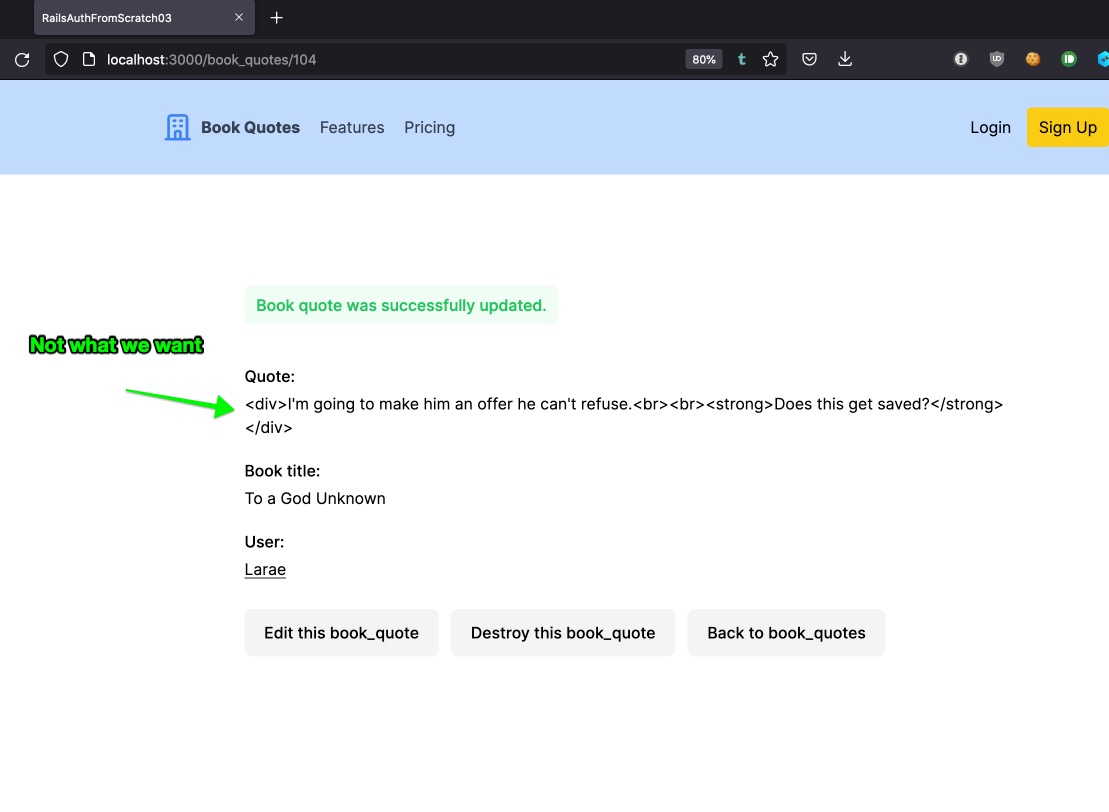 RailsAuthFromScratch03
localhost:3000/book_quotes/104
80%
t
Book Quotes Features Pricing Login Sign Up
Book quote was successfully updated.
Not what we want
Quote:
<div>I'm going to make him an offer he can't refuse.<br><br><strong>Does this get saved?</strong>
</div>
Book title:
To a God Unknown
User:
Larae
Edit this book_quote Destroy this book_quote Back to book_quotes